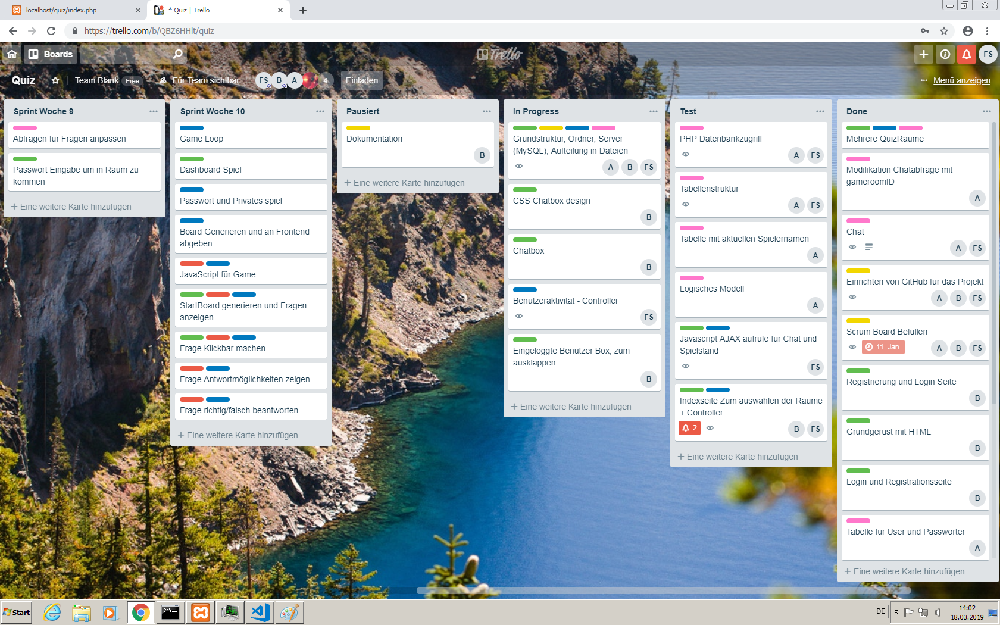 localhost/quiz/index.php
* Quiz | Trello
https://trello.com/b/QBZ6HHlt/quiz
Boards
Trello
FS
Quiz
Team Blank Free
Für Team sichtbar
FS B A 4
Einladen
Menü anzeigen
Sprint Woche 9
Abfragen für Fragen anpassen
Passwort Eingabe um in Raum zu
kommen
+ Eine weitere Karte hinzufügen
Sprint Woche 10
Game Loop
Dashboard Spiel
Passwort und Privates spiel
Board Generieren und an Frontend
abgeben
JavaScript für Game
StartBoard generieren und Fragen
anzeigen
Frage Klickbar machen
Frage Antwortmöglichkeiten zeigen
Frage richtig/falsch beantworten
+ Eine weitere Karte hinzufügen
Pausiert
Dokumentation
B
+ Eine weitere Karte hinzufügen
In Progress
Grundstruktur, Ordner, Server
(MySQL), Aufteilung in Dateien
A B FS
CSS Chatbox design
B
Chatbox
B
Benutzeraktivität - Controller
FS
Eingeloggte Benutzer Box, zum
ausklappen
B
+ Eine weitere Karte hinzufügen
Test
PHP Datenbankzugriff
A FS
Tabellenstruktur
A FS
Tabelle mit aktuellen Spielernamen
A
Logisches Modell
A
Javascript AJAX aufrufe für Chat und
Spielstand
FS
Indexseite Zum auswählen der Räume
+ Controller
2 B FS
+ Eine weitere Karte hinzufügen
Done
Mehrere QuizRäume
Modifikation Chatabfrage mit
gameroomID
A
Chat
A FS
Einrichten von GitHub für das Projekt
A B FS
Scrum Board Befüllen
11. Jan. A B FS
Registrierung und Login Seite
B
Grundgerüst mit HTML
B
Login und Registrationsseite
B
Tabelle für User und Passwörter
A
+ Eine weitere Karte hinzufügen
Start
C:\_
DE
14:02
18.03.2019